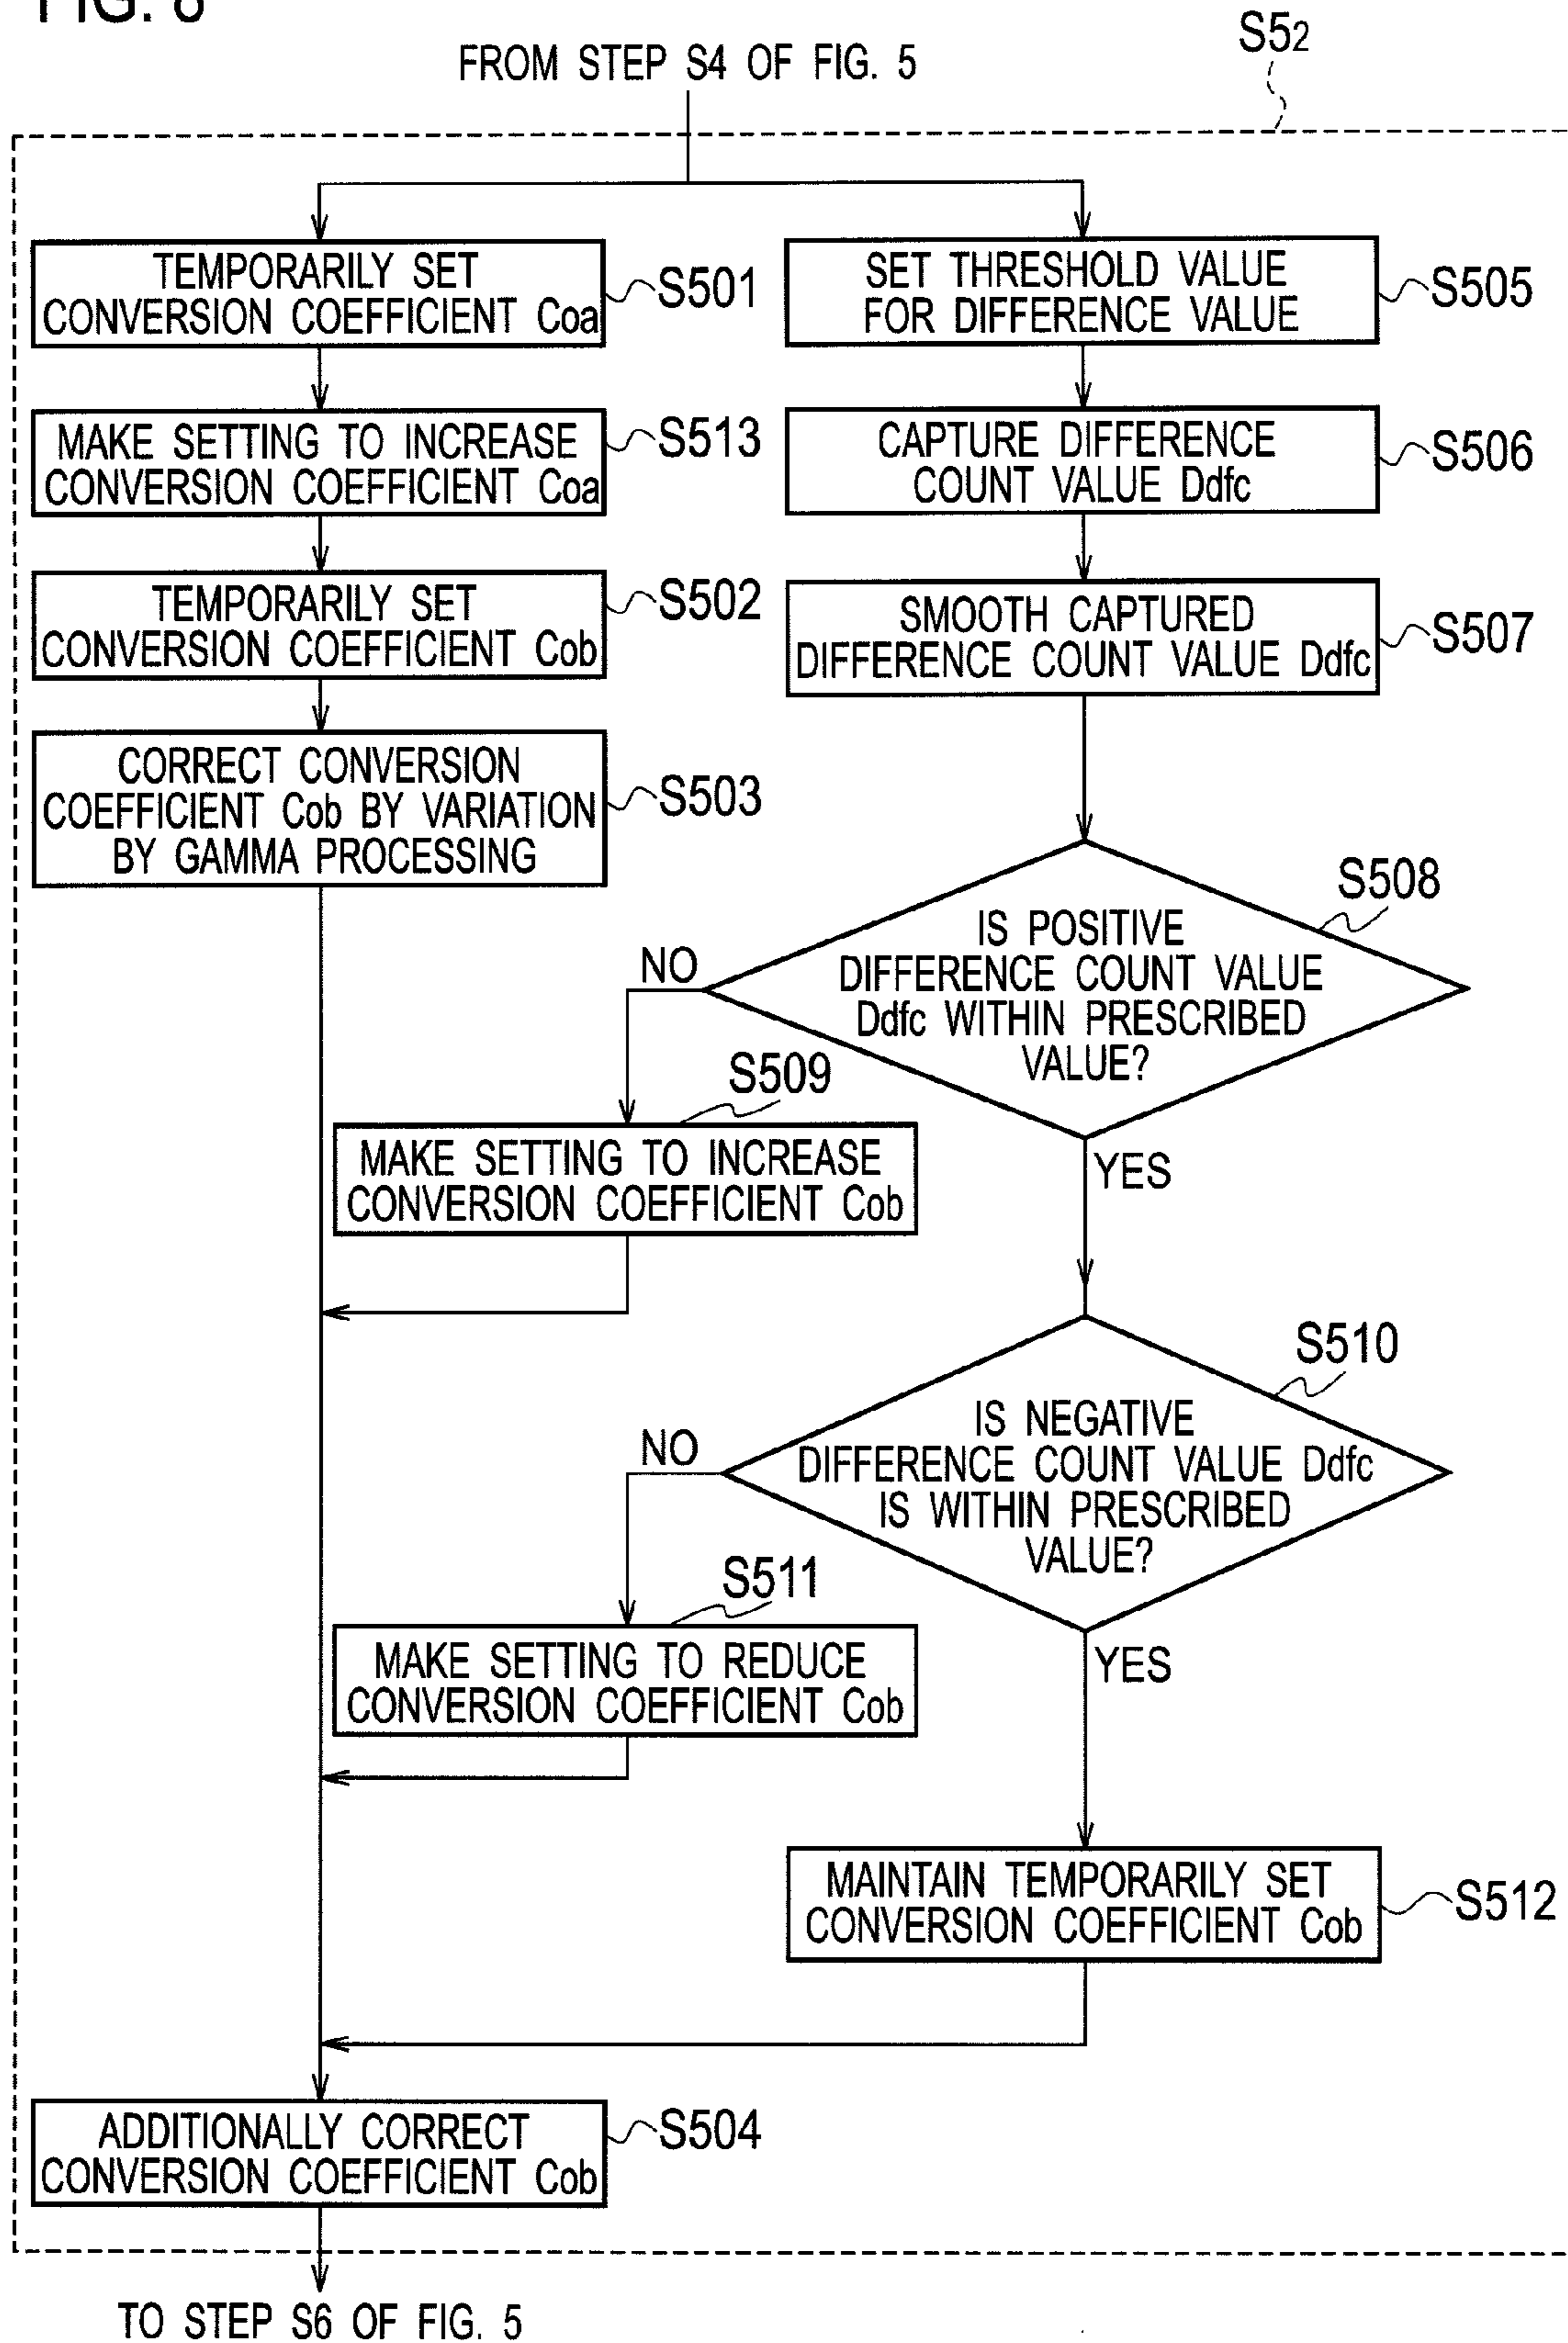 FIG. 8
S52
FROM STEP S4 OF FIG. 5
TEMPORARILY SET
CONVERSION COEFFICIENT Coa
S501
SET THRESHOLD VALUE
FOR DIFFERENCE VALUE
S505
MAKE SETTING TO INCREASE
CONVERSION COEFFICIENT Coa
S513
CAPTURE DIFFERENCE
COUNT VALUE Ddfc
S506
TEMPORARILY SET
CONVERSION COEFFICIENT Cob
S502
SMOOTH CAPTURED
DIFFERENCE COUNT VALUE Ddfc
S507
CORRECT CONVERSION
COEFFICIENT Cob BY VARIATION
BY GAMMA PROCESSING
S503
S508
IS POSITIVE
DIFFERENCE COUNT VALUE
Ddfc WITHIN PRESCRIBED
VALUE?
NO
YES
S509
MAKE SETTING TO INCREASE
CONVERSION COEFFICIENT Cob
S510
IS NEGATIVE
DIFFERENCE COUNT VALUE Ddfc
IS WITHIN PRESCRIBED
VALUE?
NO
YES
S511
MAKE SETTING TO REDUCE
CONVERSION COEFFICIENT Cob
MAINTAIN TEMPORARILY SET
CONVERSION COEFFICIENT Cob
S512
ADDITIONALLY CORRECT
CONVERSION COEFFICIENT Cob
S504
TO STEP S6 OF FIG. 5